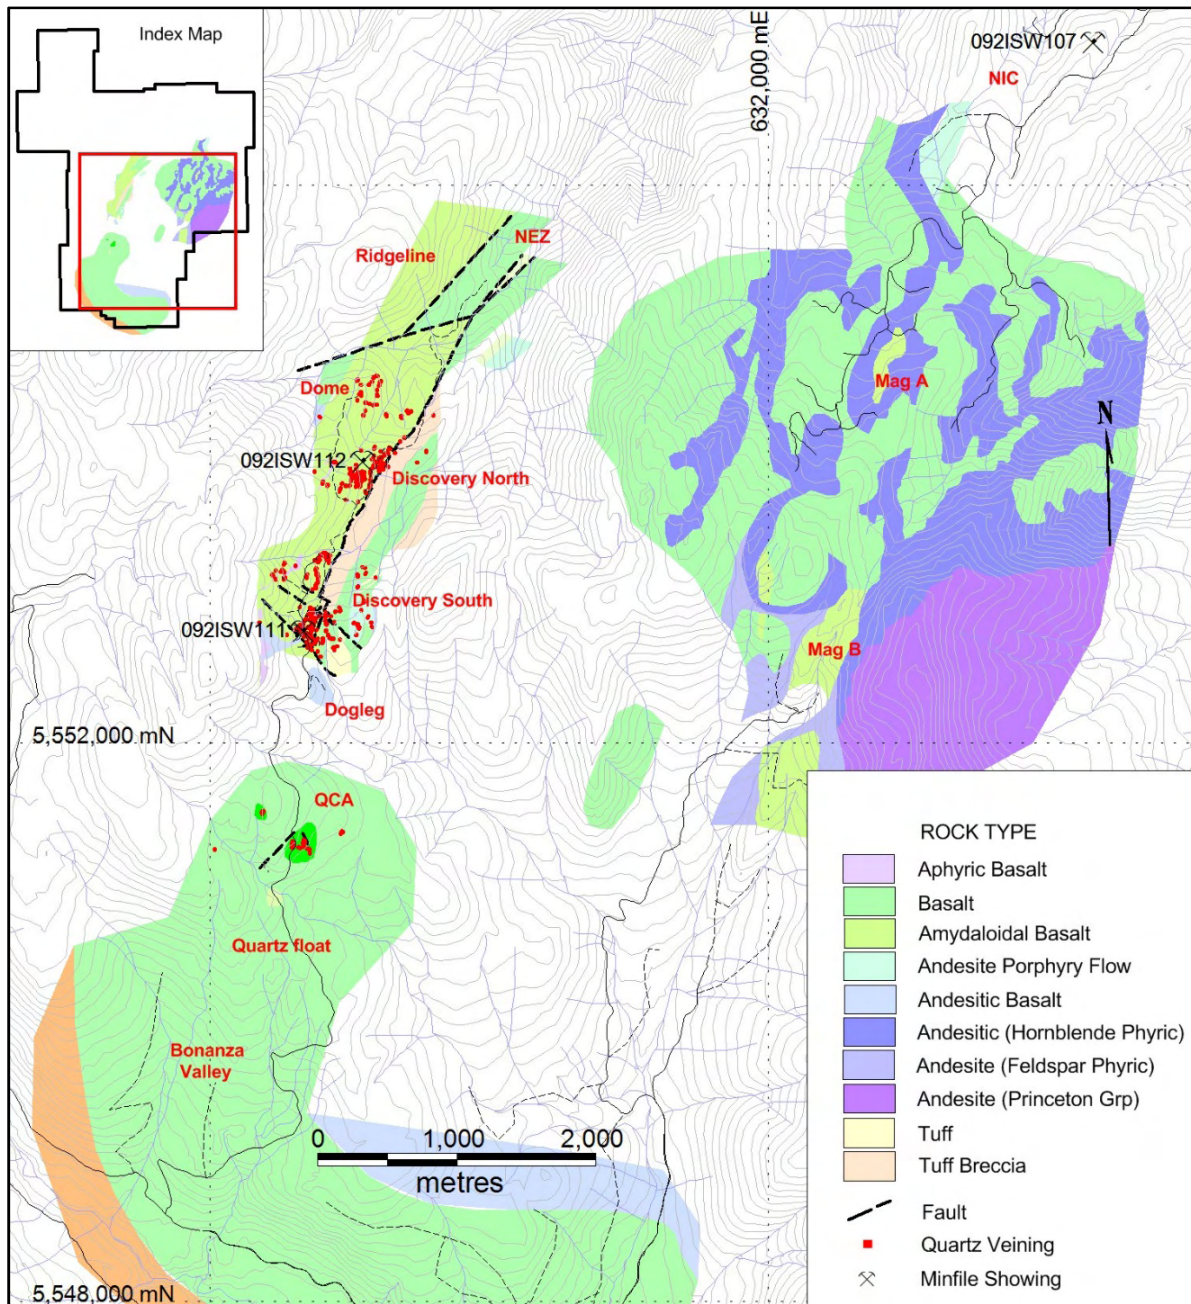 Index Map
632,000 mE
092ISW107
NIC
NEZ
Ridgeline
Dome
Mag A
N
092ISW112
Discovery North
Discovery South
092ISW111
Mag B
Dogleg
5,552,000 mN
QCA
Quartz float
Bonanza
Valley
0 1,000 2,000
metres
5,548,000 mN
ROCK TYPE
Aphyric Basalt
Basalt
Amydaloidal Basalt
Andesite Porphyry Flow
Andesitic Basalt
Andesitic (Hornblende Phyric)
Andesite (Feldspar Phyric)
Andesite (Princeton Grp)
Tuff
Tuff Breccia
Fault
Quartz Veining
Minfile Showing